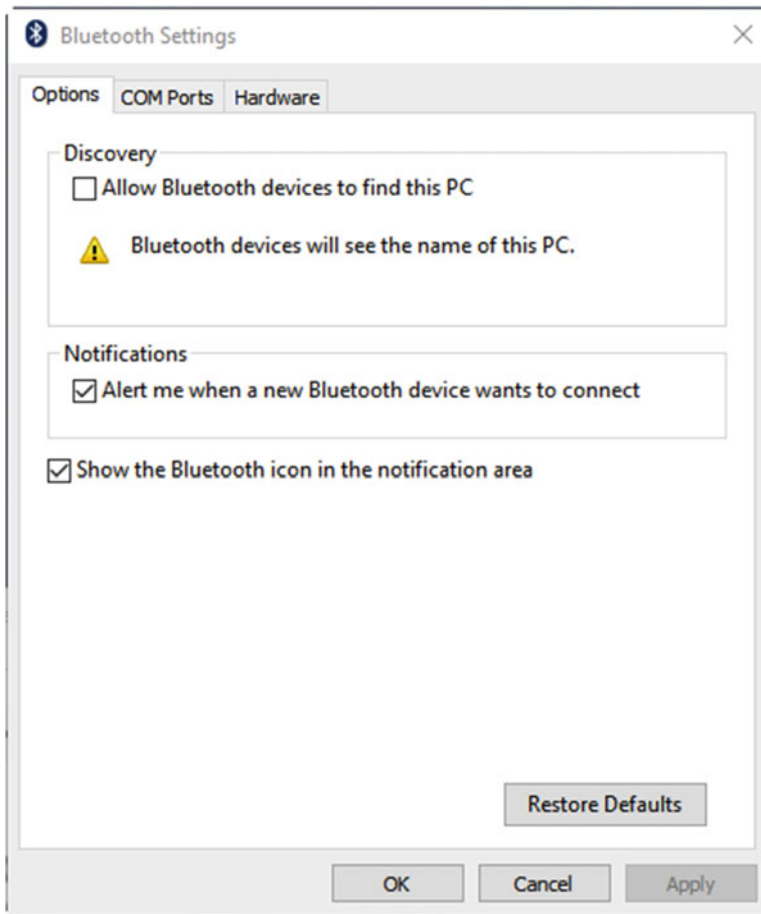 Bluetooth Settings
Options COM Ports Hardware
Discovery
Allow Bluetooth devices to find this PC
Bluetooth devices will see the name of this PC.
Notifications
Alert me when a new Bluetooth device wants to connect
Show the Bluetooth icon in the notification area
Restore Defaults
OK Cancel Apply